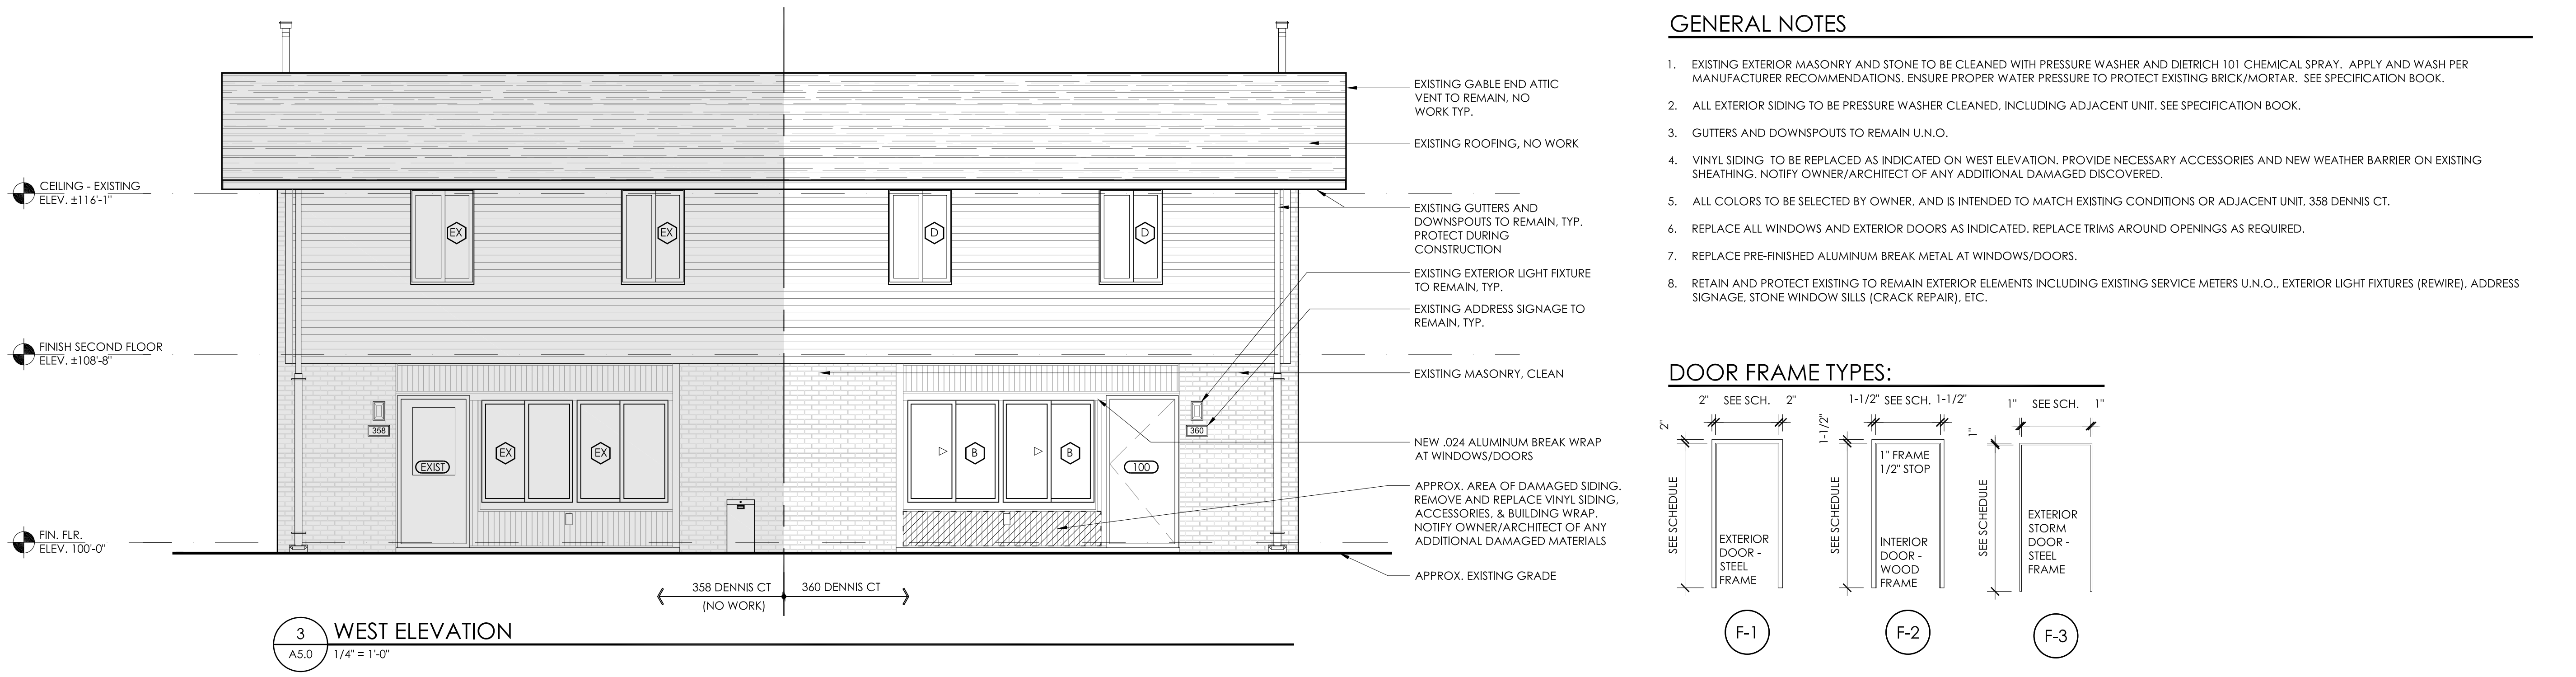 CEILING - EXISTING
ELEV. ±116'-1"
FINISH SECOND FLOOR
ELEV. ±108'-8"
FIN. FLR.
ELEV. 100'-0"
EX
EX
D
D
358
EXIST
EX
EX
B
B
100
360
EXISTING GABLE END ATTIC
VENT TO REMAIN, NO
WORK TYP.
EXISTING ROOFING, NO WORK
EXISTING GUTTERS AND
DOWNSPOUTS TO REMAIN, TYP.
PROTECT DURING
CONSTRUCTION
EXISTING EXTERIOR LIGHT FIXTURE
TO REMAIN, TYP.
EXISTING ADDRESS SIGNAGE TO
REMAIN, TYP.
EXISTING MASONRY, CLEAN
NEW .024 ALUMINUM BREAK WRAP
AT WINDOWS/DOORS
APPROX. AREA OF DAMAGED SIDING.
REMOVE AND REPLACE VINYL SIDING,
ACCESSORIES, & BUILDING WRAP.
NOTIFY OWNER/ARCHITECT OF ANY
ADDITIONAL DAMAGED MATERIALS
APPROX. EXISTING GRADE
358 DENNIS CT
(NO WORK)
360 DENNIS CT
3
A5.0
WEST ELEVATION
1/4" = 1'-0"
GENERAL NOTES
1. EXISTING EXTERIOR MASONRY AND STONE TO BE CLEANED WITH PRESSURE WASHER AND DIETRICH 101 CHEMICAL SPRAY. APPLY AND WASH PER
MANUFACTURER RECOMMENDATIONS. ENSURE PROPER WATER PRESSURE TO PROTECT EXISTING BRICK/MORTAR. SEE SPECIFICATION BOOK.
2. ALL EXTERIOR SIDING TO BE PRESSURE WASHER CLEANED, INCLUDING ADJACENT UNIT. SEE SPECIFICATION BOOK.
3. GUTTERS AND DOWNSPOUTS TO REMAIN U.N.O.
4. VINYL SIDING TO BE REPLACED AS INDICATED ON WEST ELEVATION. PROVIDE NECESSARY ACCESSORIES AND NEW WEATHER BARRIER ON EXISTING
SHEATHING. NOTIFY OWNER/ARCHITECT OF ANY ADDITIONAL DAMAGED DISCOVERED.
5. ALL COLORS TO BE SELECTED BY OWNER, AND IS INTENDED TO MATCH EXISTING CONDITIONS OR ADJACENT UNIT, 358 DENNIS CT.
6. REPLACE ALL WINDOWS AND EXTERIOR DOORS AS INDICATED. REPLACE TRIMS AROUND OPENINGS AS REQUIRED.
7. REPLACE PRE-FINISHED ALUMINUM BREAK METAL AT WINDOWS/DOORS.
8. RETAIN AND PROTECT EXISTING TO REMAIN EXTERIOR ELEMENTS INCLUDING EXISTING SERVICE METERS U.N.O., EXTERIOR LIGHT FIXTURES (REWIRE), ADDRESS
SIGNAGE, STONE WINDOW SILLS (CRACK REPAIR), ETC.
DOOR FRAME TYPES:
2" SEE SCH. 2"
2"
SEE SCHEDULE
EXTERIOR
DOOR -
STEEL
FRAME
F-1
1-1/2" SEE SCH. 1-1/2"
1-1/2"
SEE SCHEDULE
1" FRAME
1/2" STOP
INTERIOR
DOOR -
WOOD
FRAME
F-2
1" SEE SCH. 1"
1"
SEE SCHEDULE
EXTERIOR
STORM
DOOR -
STEEL
FRAME
F-3